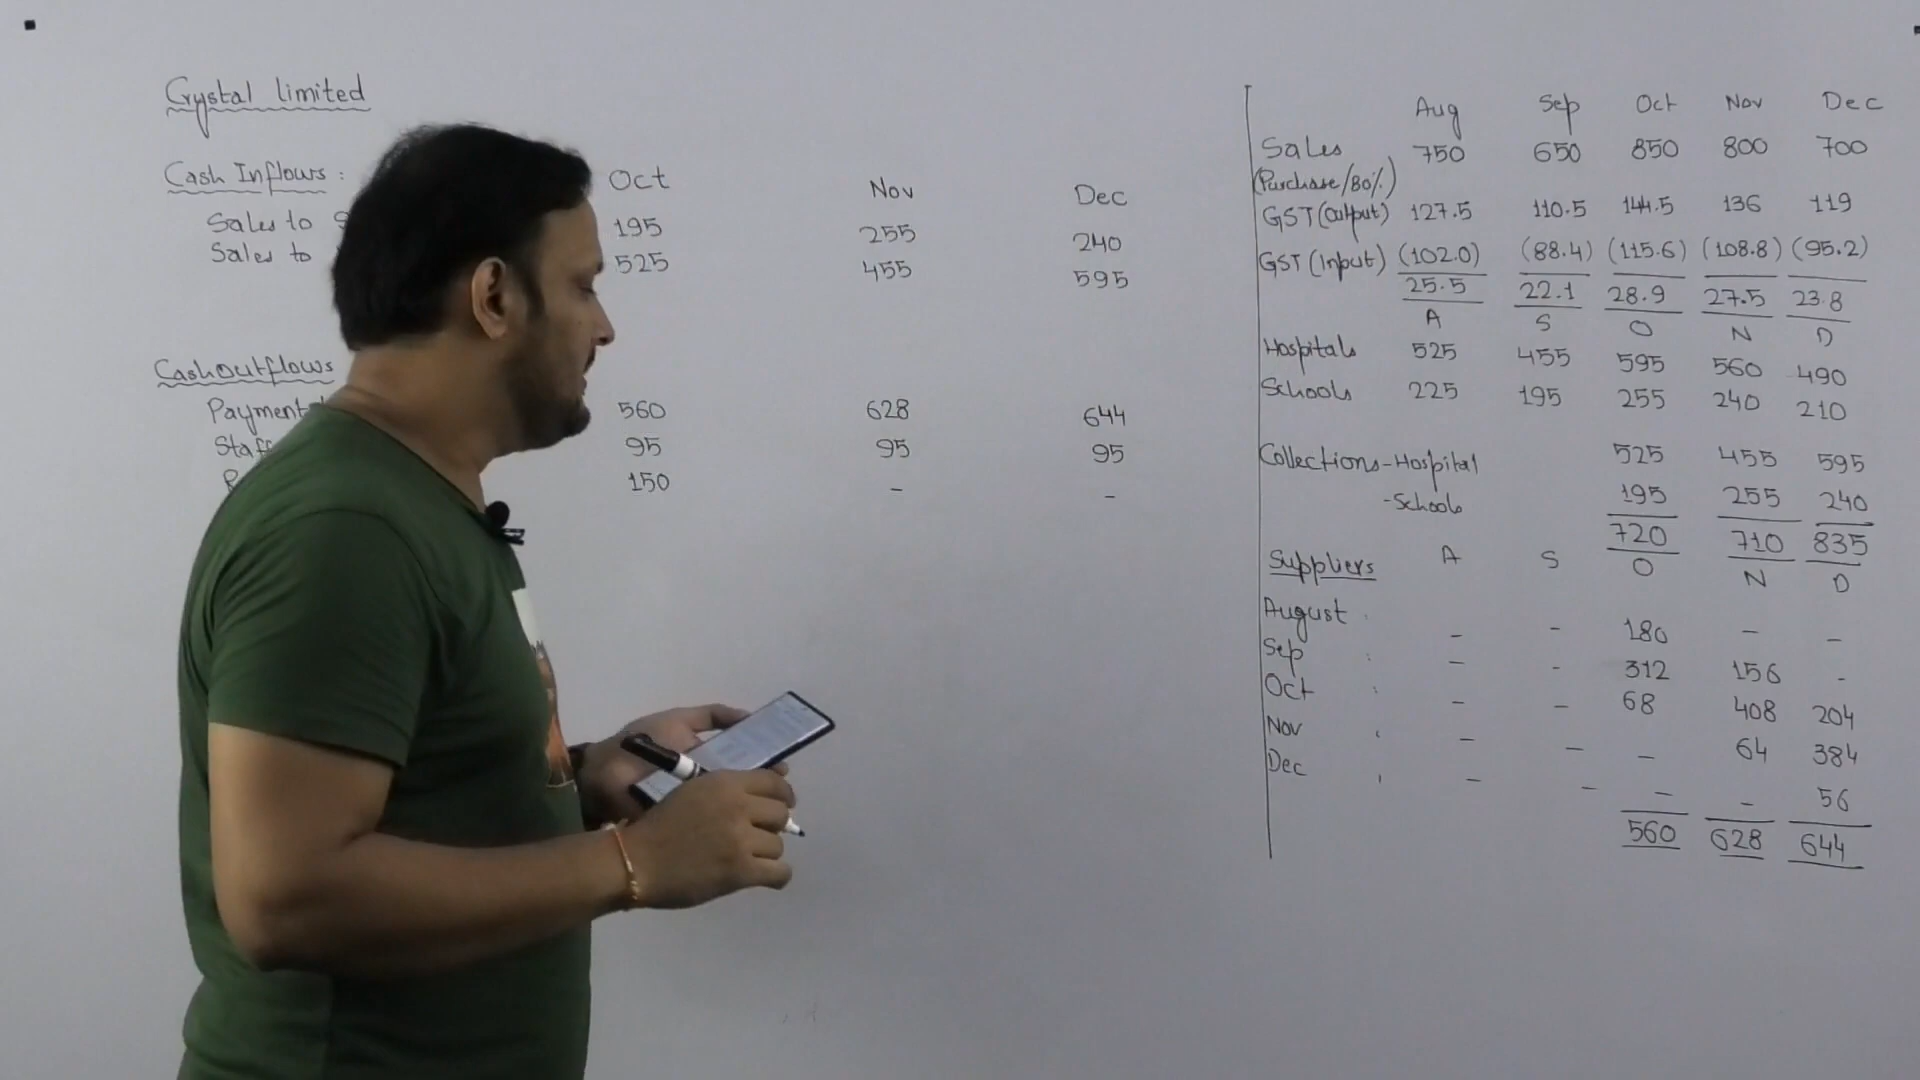 Crystal limited
Cash Inflows :
Oct Nov Dec
Sales to 195 255 240
Sales to 525 455 595
Cash outflows
Payment 560 628 644
Staff 95 95 95
150 - -
Aug Sep Oct Nov Dec
Sales 750 650 850 800 700
(Purchase/80%)
GST (output) 127.5 110.5 144.5 136 119
GST (Input) (102.0) (88.4) (115.6) (108.8) (95.2)
25.5 22.1 28.9 27.5 23.8
A S O N D
Hospitals 525 455 595 560 490
Schools 225 195 255 240 210
Collections - Hospital 525 455 595
- Schools 195 255 240
720 710 835
Suppliers A S O N D
August - - 180 - -
Sep - - 312 156 -
Oct - - 68 408 204
Nov - - - 64 384
Dec - - - - 56
560 628 644